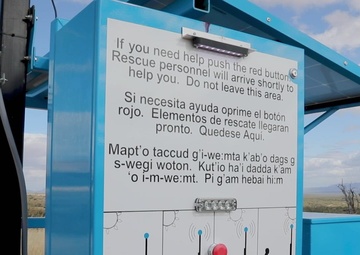 If you need help push the red button.
Rescue personnel will arrive shortly to
help you. Do not leave this area.
Si necesita ayuda oprime el botón
rojo. Elementos de rescate llegaran
pronto. Quedese Aqui.
Mapt'o taccud g'i-we:mta k'ab'o dags g
s-wegi woton. Kut'io ha'i dadda k'am
'o i-m-we:mt. Pi g'am hebai hi:m